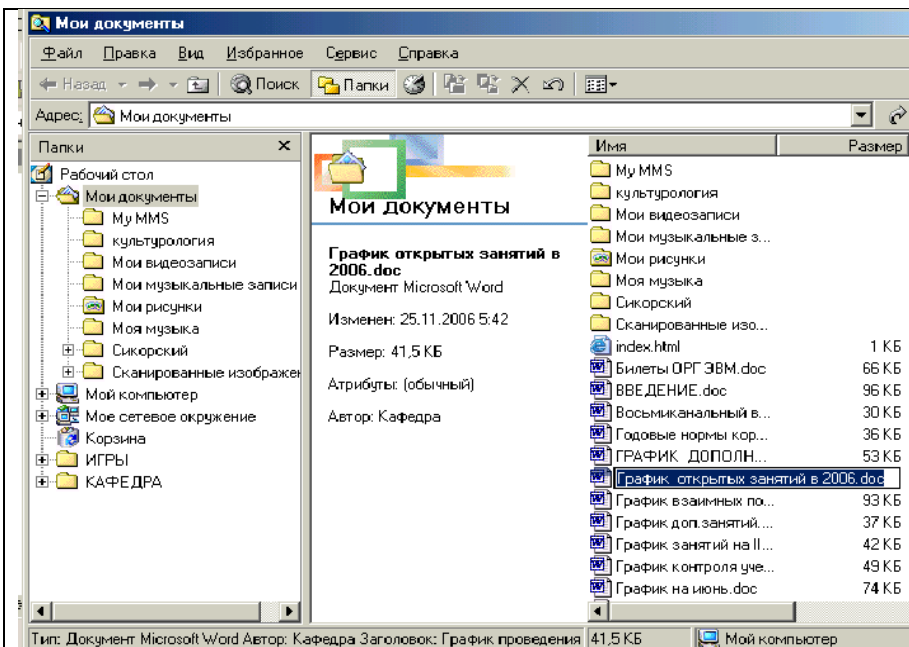 Мои документы
Файл Правка Вид Избранное Сервис Справка
Назад Поиск Папки
Адрес: Мои документы
Папки
Рабочий стол
Мои документы
My MMS
культурология
Мои видеозаписи
Мои музыкальные записи
Мои рисунки
Моя музыка
Сикорский
Сканированные изображен
Мой компьютер
Мое сетевое окружение
Корзина
ИГРЫ
КАФЕДРА
Мои документы
График открытых занятий в
2006.doc
Документ Microsoft Word
Изменен: 25.11.2006 5:42
Размер: 41,5 КБ
Атрибуты: (обычный)
Автор: Кафедра
Имя Размер
My MMS
культурология
Мои видеозаписи
Мои музыкальные з...
Мои рисунки
Моя музыка
Сикорский
Сканированные изо...
index.html 1 КБ
Билеты ОРГ ЭВМ.doc 66 КБ
ВВЕДЕНИЕ.doc 96 КБ
Восьмиканальный в... 30 КБ
Годовые нормы кор... 36 КБ
ГРАФИК ДОПОЛН... 53 КБ
График открытых занятий в 2006.doc
График взаимных по... 93 КБ
График доп.занятий.... 37 КБ
График занятий на II... 42 КБ
График контроля уче... 49 КБ
График на июнь.doc 74 КБ
Тип: Документ Microsoft Word Автор: Кафедра Заголовок: График проведения 41,5 КБ Мой компьютер